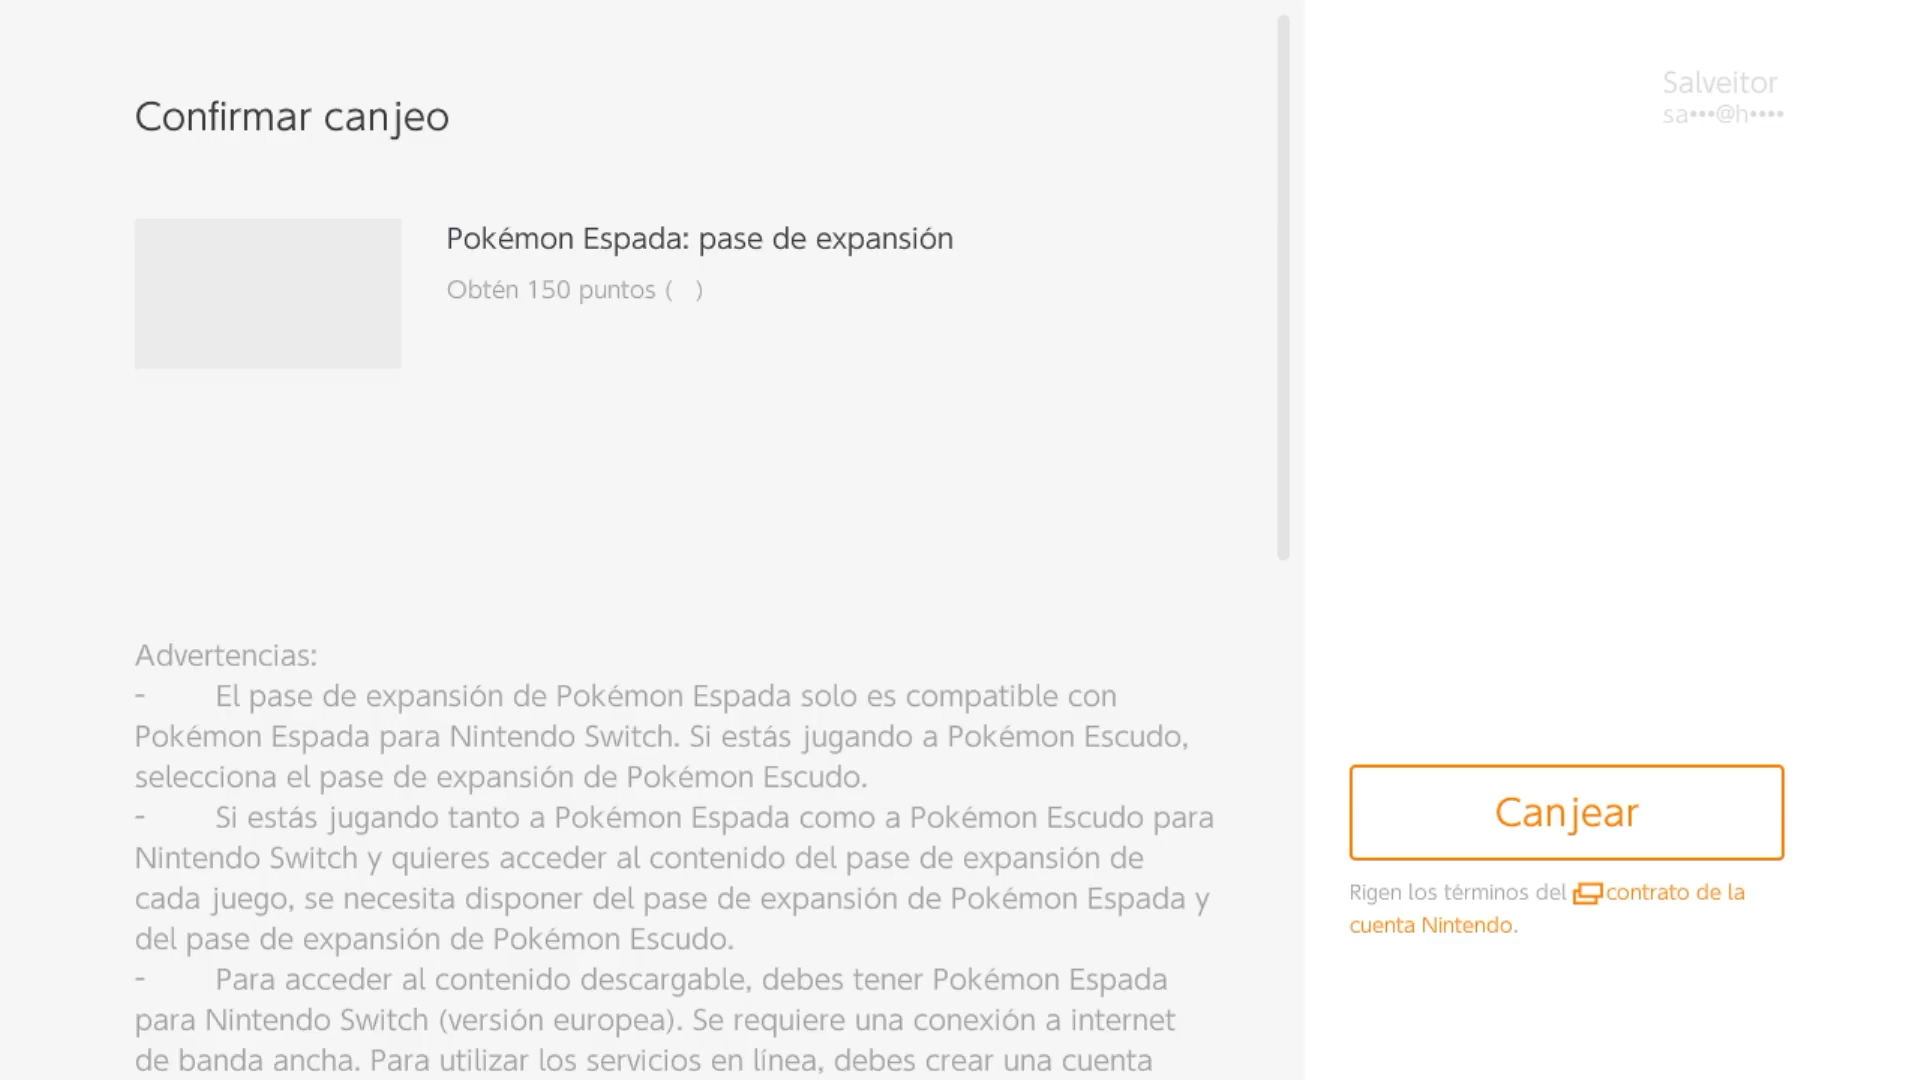 Salveitor
sa•••@h••••
Confirmar canjeo
Pokémon Espada: pase de expansión
Obtén 150 puntos (   )
Advertencias:
-        El pase de expansión de Pokémon Espada solo es compatible con
Pokémon Espada para Nintendo Switch. Si estás jugando a Pokémon Escudo,
selecciona el pase de expansión de Pokémon Escudo.
-        Si estás jugando tanto a Pokémon Espada como a Pokémon Escudo para
Nintendo Switch y quieres acceder al contenido del pase de expansión de
cada juego, se necesita disponer del pase de expansión de Pokémon Espada y
del pase de expansión de Pokémon Escudo.
-        Para acceder al contenido descargable, debes tener Pokémon Espada
para Nintendo Switch (versión europea). Se requiere una conexión a internet
de banda ancha. Para utilizar los servicios en línea, debes crear una cuenta
Canjear
Rigen los términos del contrato de la
cuenta Nintendo.